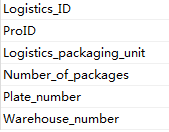 Logistics_ID
ProID
Logistics_packaging_unit
Number_of_packages
Plate_number
Warehouse_number